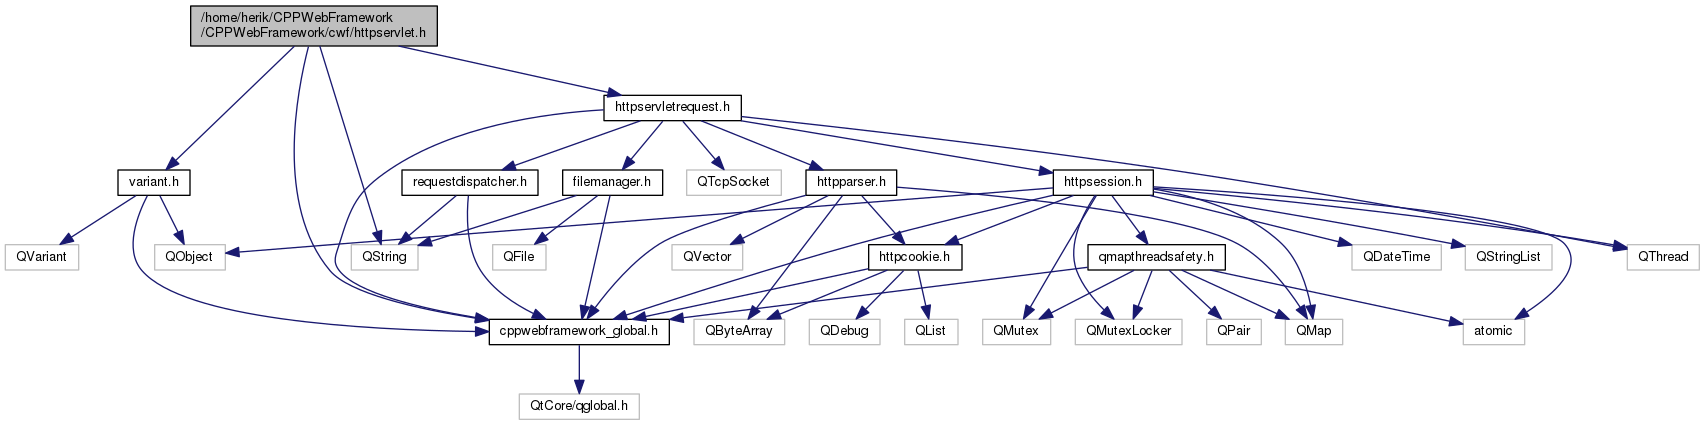 /home/herik/CPPWebFramework
/CPPWebFramework/cwf/httpservlet.h
httpservletrequest.h
variant.h
requestdispatcher.h
filemanager.h
QTcpSocket
httpparser.h
httpsession.h
QVariant
QObject
QString
QFile
QVector
httpcookie.h
qmapthreadsafety.h
QDateTime
QStringList
QThread
cppwebframework_global.h
QByteArray
QDebug
QList
QMutex
QMutexLocker
QPair
QMap
atomic
QtCore/qglobal.h